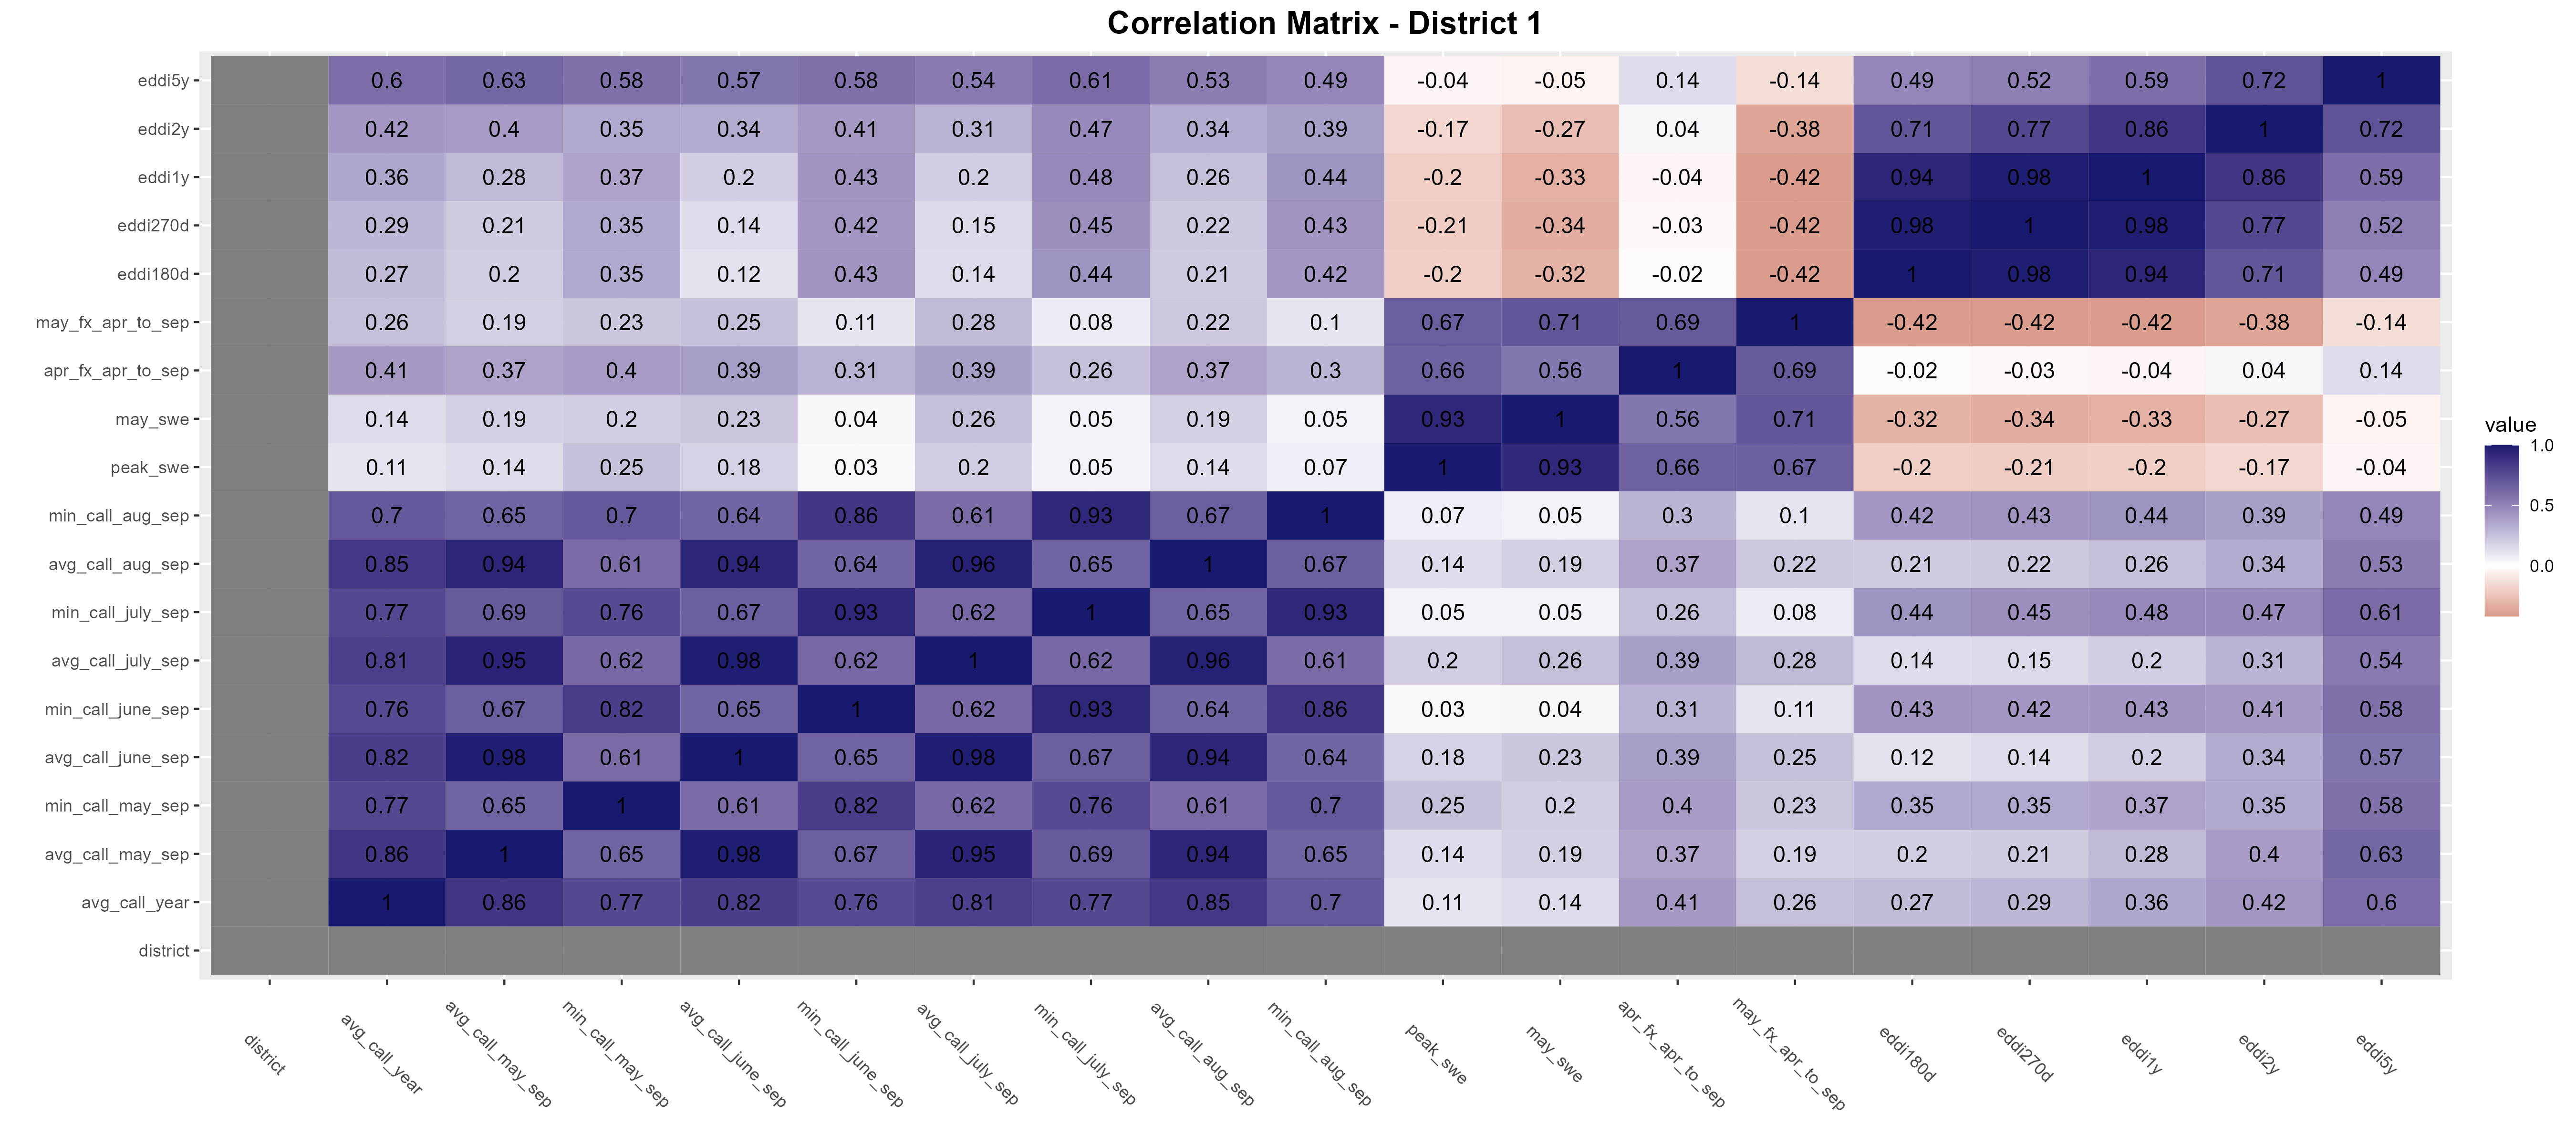 Correlation Matrix - District 1
eddi5y 0.6 0.63 0.58 0.57 0.58 0.54 0.61 0.53 0.49 -0.04 -0.05 0.14 -0.14 0.49 0.52 0.59 0.72 1
eddi2y 0.42 0.4 0.35 0.34 0.41 0.31 0.47 0.34 0.39 -0.17 -0.27 0.04 -0.38 0.71 0.77 0.86 1 0.72
eddi1y 0.36 0.28 0.37 0.2 0.43 0.2 0.48 0.26 0.44 -0.2 -0.33 -0.04 -0.42 0.94 0.98 1 0.86 0.59
eddi270d 0.29 0.21 0.35 0.14 0.42 0.15 0.45 0.22 0.43 -0.21 -0.34 -0.03 -0.42 0.98 1 0.98 0.77 0.52
eddi180d 0.27 0.2 0.35 0.12 0.43 0.14 0.44 0.21 0.42 -0.2 -0.32 -0.02 -0.42 1 0.98 0.94 0.71 0.49
may_fx_apr_to_sep 0.26 0.19 0.23 0.25 0.11 0.28 0.08 0.22 0.1 0.67 0.71 0.69 1 -0.42 -0.42 -0.42 -0.38 -0.14
apr_fx_apr_to_sep 0.41 0.37 0.4 0.39 0.31 0.39 0.26 0.37 0.3 0.66 0.56 1 0.69 -0.02 -0.03 -0.04 0.04 0.14
may_swe 0.14 0.19 0.2 0.23 0.04 0.26 0.05 0.19 0.05 0.93 1 0.56 0.71 -0.32 -0.34 -0.33 -0.27 -0.05
peak_swe 0.11 0.14 0.25 0.18 0.03 0.2 0.05 0.14 0.07 1 0.93 0.66 0.67 -0.2 -0.21 -0.2 -0.17 -0.04
min_call_aug_sep 0.7 0.65 0.7 0.64 0.86 0.61 0.93 0.67 1 0.07 0.05 0.3 0.1 0.42 0.43 0.44 0.39 0.49
avg_call_aug_sep 0.85 0.94 0.61 0.94 0.64 0.96 0.65 1 0.67 0.14 0.19 0.37 0.22 0.21 0.22 0.26 0.34 0.53
min_call_july_sep 0.77 0.69 0.76 0.67 0.93 0.62 1 0.65 0.93 0.05 0.05 0.26 0.08 0.44 0.45 0.48 0.47 0.61
avg_call_july_sep 0.81 0.95 0.62 0.98 0.62 1 0.62 0.96 0.61 0.2 0.26 0.39 0.28 0.14 0.15 0.2 0.31 0.54
min_call_june_sep 0.76 0.67 0.82 0.65 1 0.62 0.93 0.64 0.86 0.03 0.04 0.31 0.11 0.43 0.42 0.43 0.41 0.58
avg_call_june_sep 0.82 0.98 0.61 1 0.65 0.98 0.67 0.94 0.64 0.18 0.23 0.39 0.25 0.12 0.14 0.2 0.34 0.57
min_call_may_sep 0.77 0.65 1 0.61 0.82 0.62 0.76 0.61 0.7 0.25 0.2 0.4 0.23 0.35 0.35 0.37 0.35 0.58
avg_call_may_sep 0.86 1 0.65 0.98 0.67 0.95 0.69 0.94 0.65 0.14 0.19 0.37 0.19 0.2 0.21 0.28 0.4 0.63
avg_call_year 1 0.86 0.77 0.82 0.76 0.81 0.77 0.85 0.7 0.11 0.14 0.41 0.26 0.27 0.29 0.36 0.42 0.6
district
district avg_call_year avg_call_may_sep min_call_may_sep avg_call_june_sep min_call_june_sep avg_call_july_sep min_call_july_sep avg_call_aug_sep min_call_aug_sep peak_swe may_swe apr_fx_apr_to_sep may_fx_apr_to_sep eddi180d eddi270d eddi1y eddi2y eddi5y
value
1.0
0.5
0.0